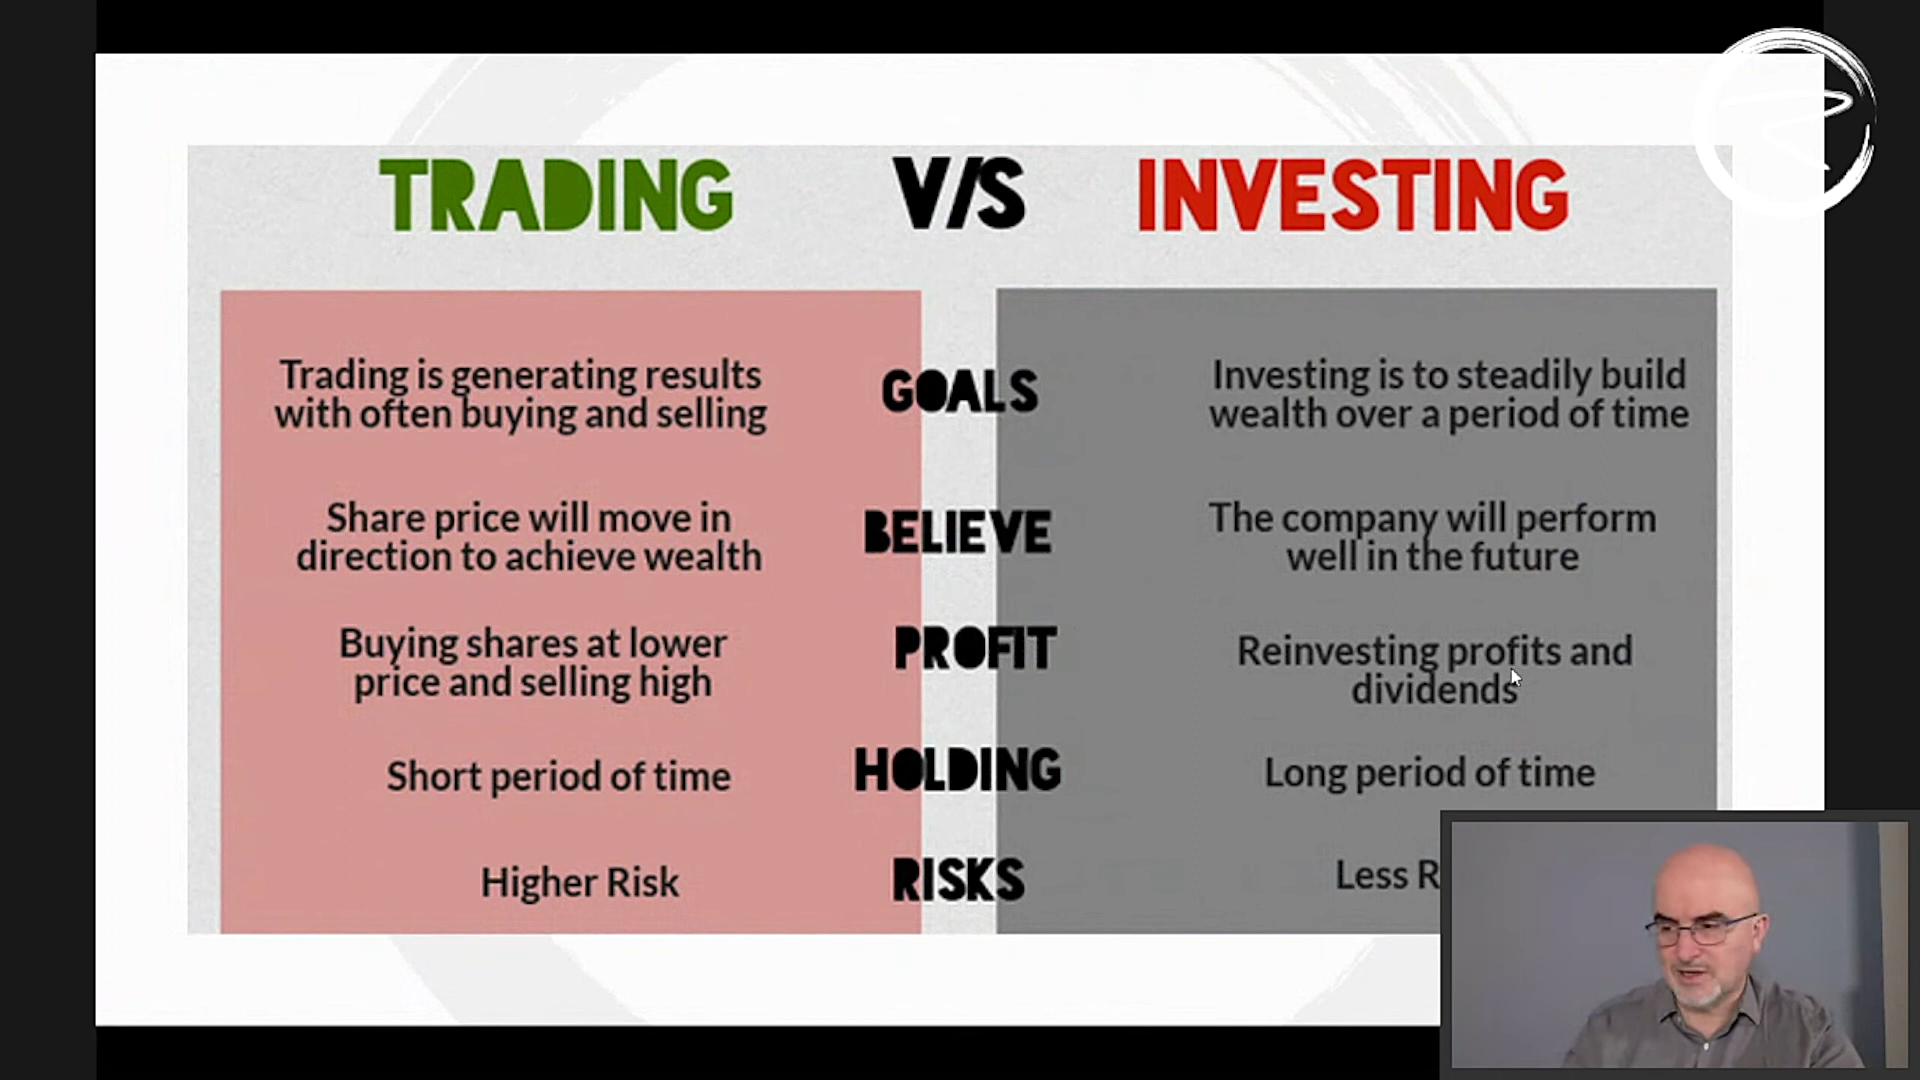 TRADING V/S INVESTING
Trading is generating results
with often buying and selling
GOALS
Investing is to steadily build
wealth over a period of time
Share price will move in
direction to achieve wealth
BELIEVE
The company will perform
well in the future
Buying shares at lower
price and selling high
PROFIT
Reinvesting profits and
dividends
Short period of time
HOLDING
Long period of time
Higher Risk
RISKS
Less R